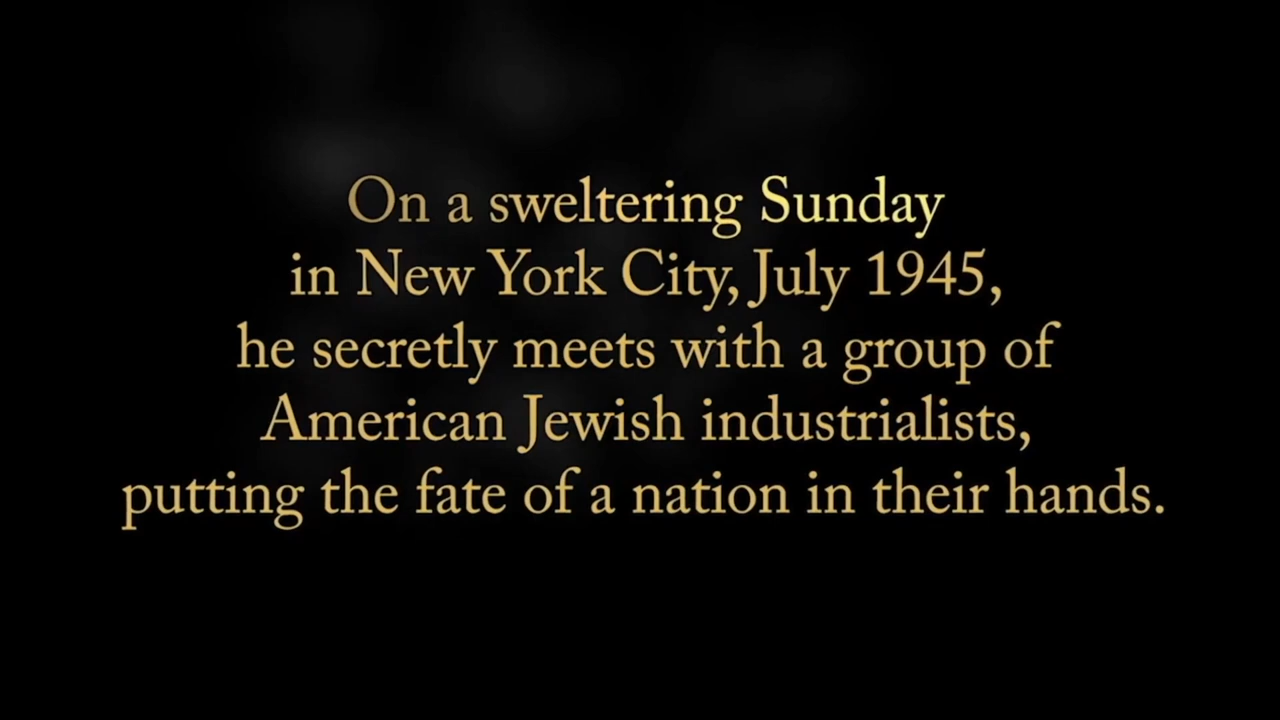 On a sweltering Sunday
in New York City, July 1945,
he secretly meets with a group of
American Jewish industrialists,
putting the fate of a nation in their hands.